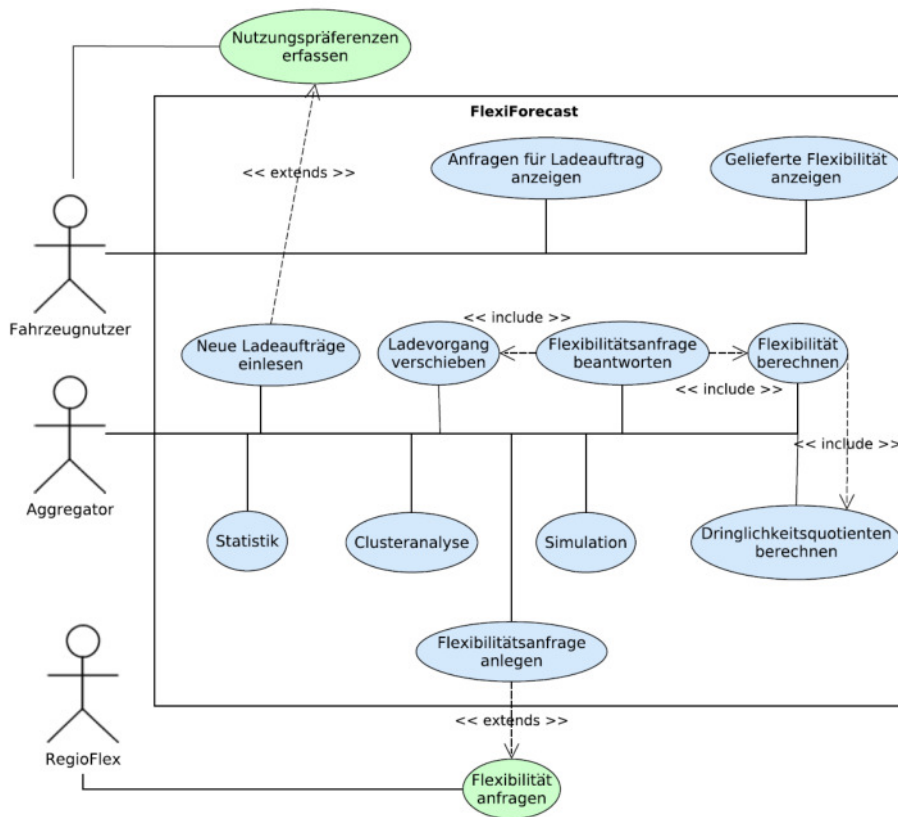 Nutzungspräferenzen
erfassen
FlexiForecast
Anfragen für Ladeauftrag
anzeigen
Gelieferte Flexibilität
anzeigen
<< extends >>
Fahrzeugnutzer
<< include >>
Neue Ladeaufträge
einlesen
Ladevorgang
verschieben
Flexibilitätsanfrage
beantworten
Flexibilität
berechnen
<< include >>
<< include >>
Aggregator
Statistik
Clusteranalyse
Simulation
Dringlichkeitsquotienten
berechnen
Flexibilitätsanfrage
anlegen
<< extends >>
RegioFlex
Flexibilität
anfragen